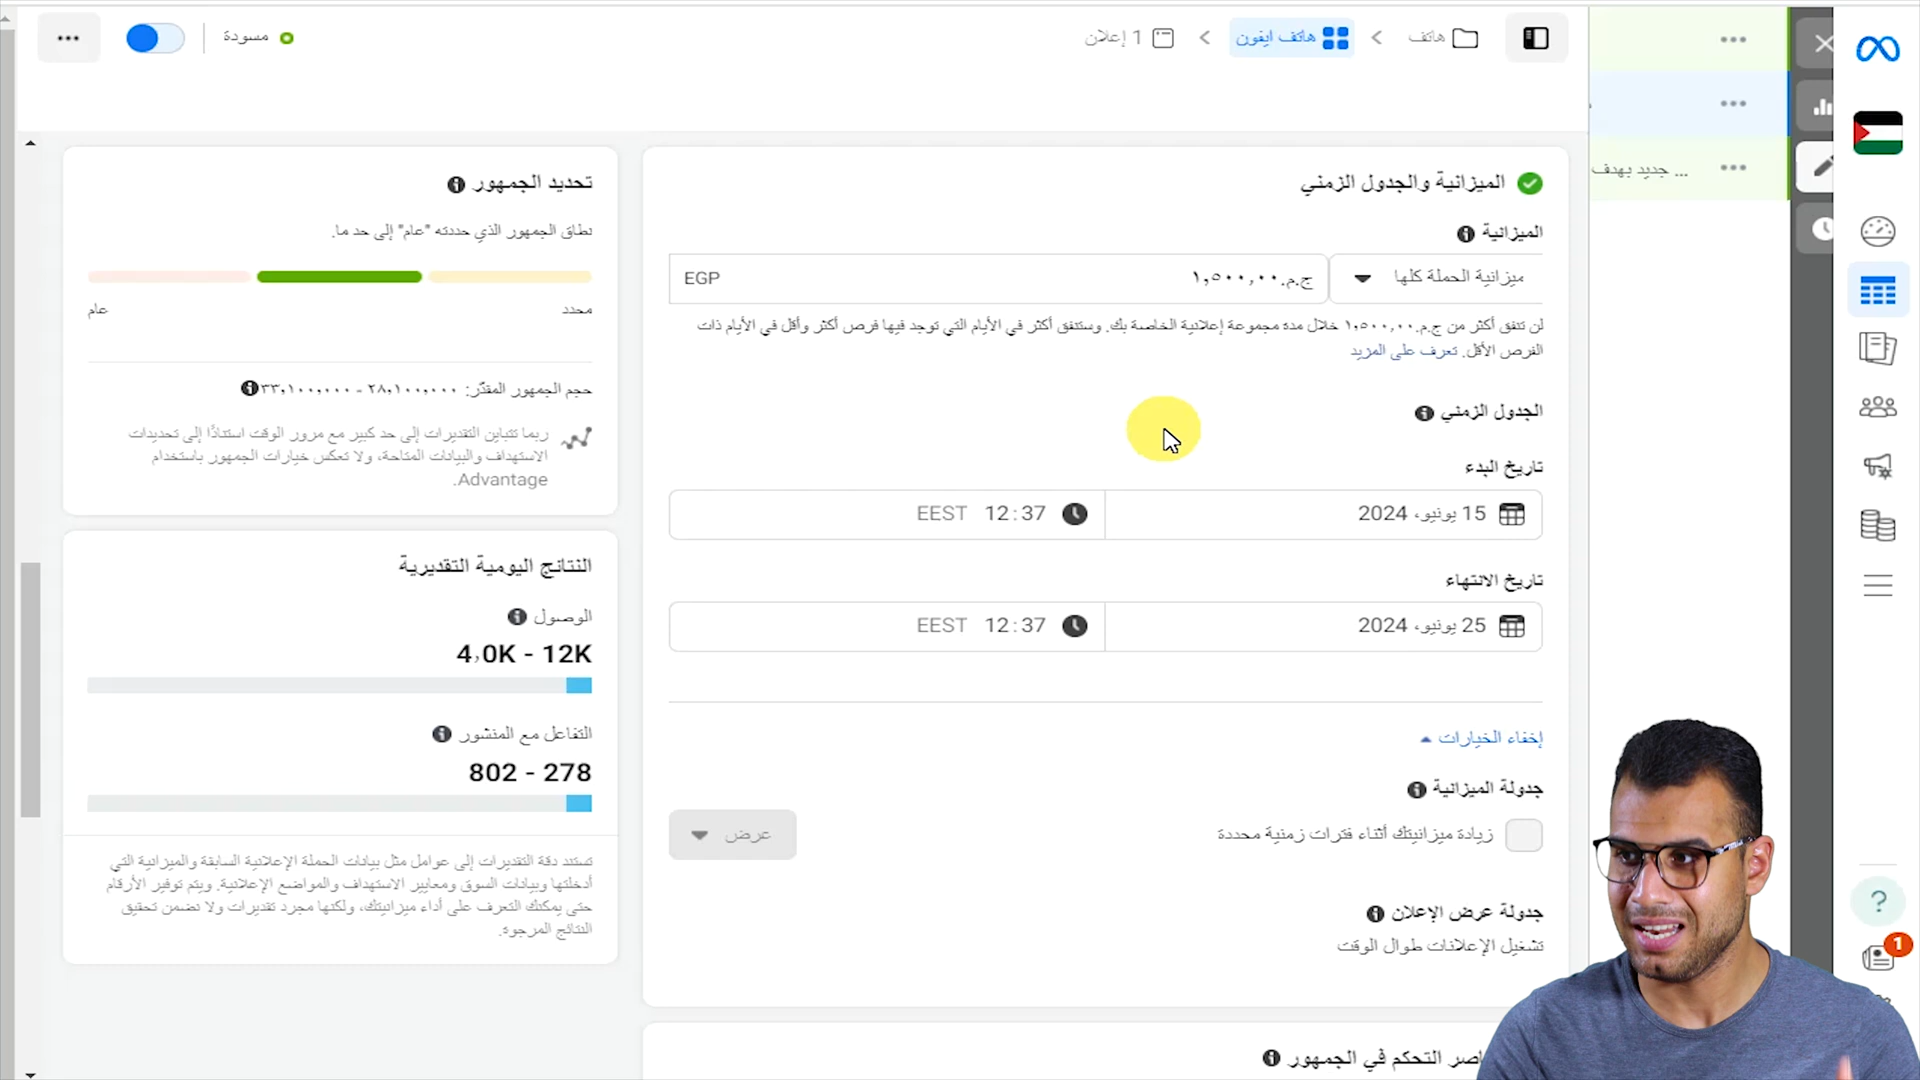 هاتف
هاتف ايفون
1 إعلان
مسودة
... جديد بهدف
الميزانية والجدول الزمني
الميزانية
ميزانية الحملة كلها
ج.م.١,٥٠٠,٠٠
EGP
لن تنفق أكثر من ج.م.١,٥٠٠,٠٠ خلال مدة مجموعة إعلانية الخاصة بك. وستنفق أكثر في الأيام التي توجد فيها فرص أكثر وأقل في الأيام ذات
الفرص الأقل. تعرف على المزيد
الجدول الزمني
تاريخ البدء
15 يونيو، 2024
12:37 EEST
تاريخ الانتهاء
25 يونيو، 2024
12:37 EEST
إخفاء الخيارات
جدولة الميزانية
زيادة ميزانيتك أثناء فترات زمنية محددة
عرض
جدولة عرض الإعلان
تشغيل الإعلانات طوال الوقت
اصر التحكم في الجمهور
تحديد الجمهور
نطاق الجمهور الذي حددته "عام" إلى حد ما.
محدد
عام
حجم الجمهور المقدّر: ٢٨,١٠٠,٠٠٠ - ٣٣,١٠٠,٠٠٠
ربما تتباين التقديرات إلى حد كبير مع مرور الوقت استنادًا إلى تحديدات
الاستهداف والبيانات المتاحة، ولا تعكس خيارات الجمهور باستخدام
Advantage.
النتائج اليومية التقديرية
الوصول
4,0K - 12K
التفاعل مع المنشور
802 - 278
تستند دقة التقديرات إلى عوامل مثل بيانات الحملة الإعلانية السابقة والميزانية التي
أدخلتها وبيانات السوق ومعايير الاستهداف والمواضع الإعلانية. ويتم توفير الأرقام
حتى يمكنك التعرف على أداء ميزانيتك، ولكنها مجرد تقديرات ولا تضمن تحقيق
النتائج المرجوة.
?
1